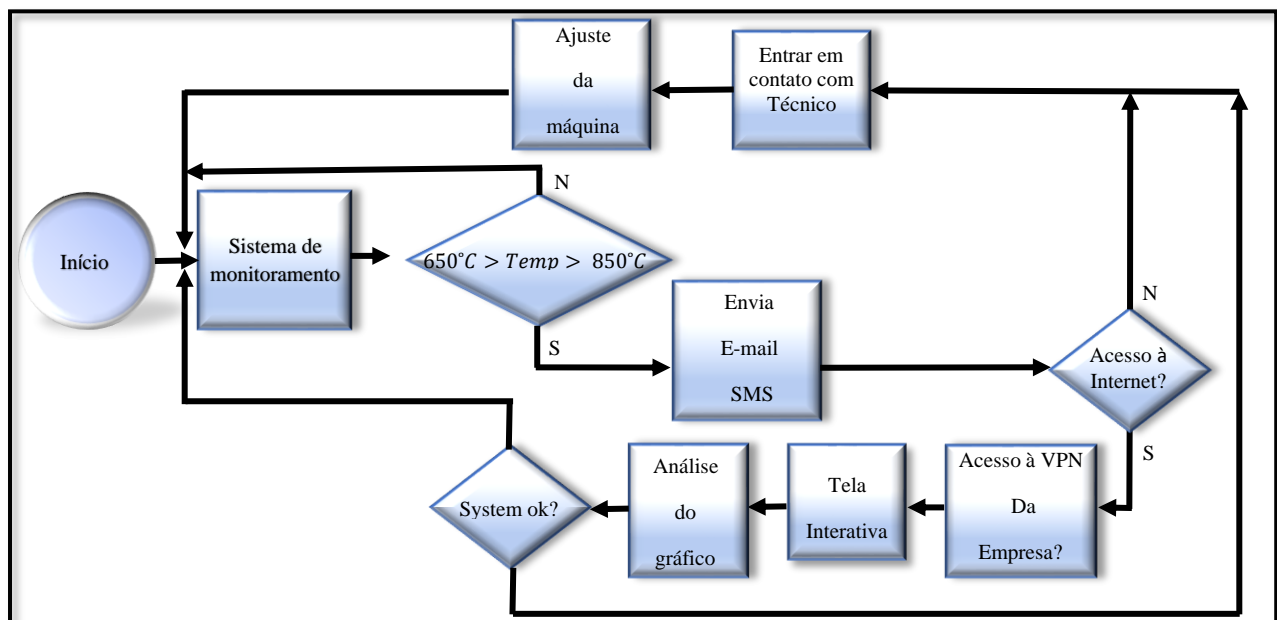 Ajuste
da
máquina
Entrar em
contato com
Técnico
N
Início
Sistema de
monitoramento
650°C > Temp > 850°C
S
Envia
E-mail
SMS
N
Acesso à
Internet?
S
Acesso à VPN
Da
Empresa?
Tela
Interativa
Análise
do
gráfico
System ok?